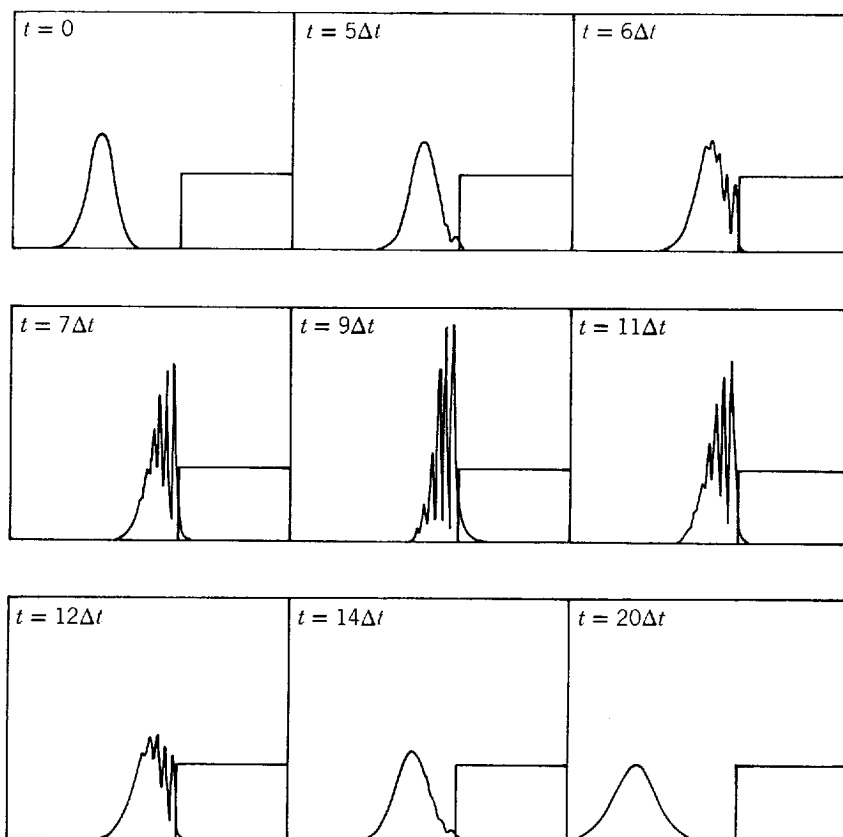 t = 0
t = 5Δt
t = 6Δt
t = 7Δt
t = 9Δt
t = 11Δt
t = 12Δt
t = 14Δt
t = 20Δt